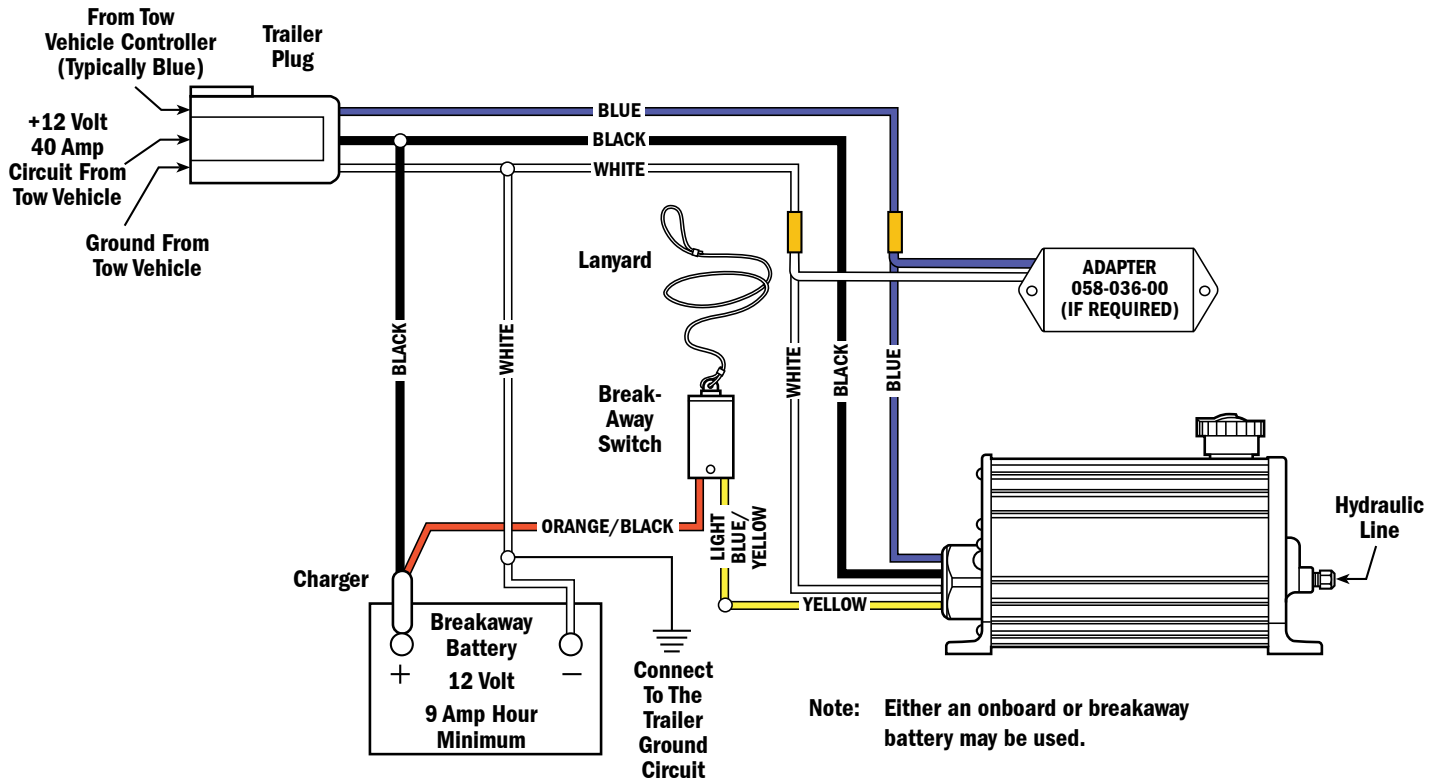 From Tow
Vehicle Controller
(Typically Blue)
Trailer
Plug
+12 Volt
40 Amp
Circuit From
Tow Vehicle
Ground From
Tow Vehicle
BLUE
BLACK
WHITE
Lanyard
ADAPTER
058-036-00
(IF REQUIRED)
BLACK
WHITE
WHITE
BLACK
BLUE
Break-
Away
Switch
ORANGE/BLACK
LIGHT
BLUE/
YELLOW
YELLOW
Hydraulic
Line
Charger
Breakaway
Battery
+
12 Volt
–
9 Amp Hour
Minimum
Connect
To The
Trailer
Ground
Circuit
Note: Either an onboard or breakaway
battery may be used.